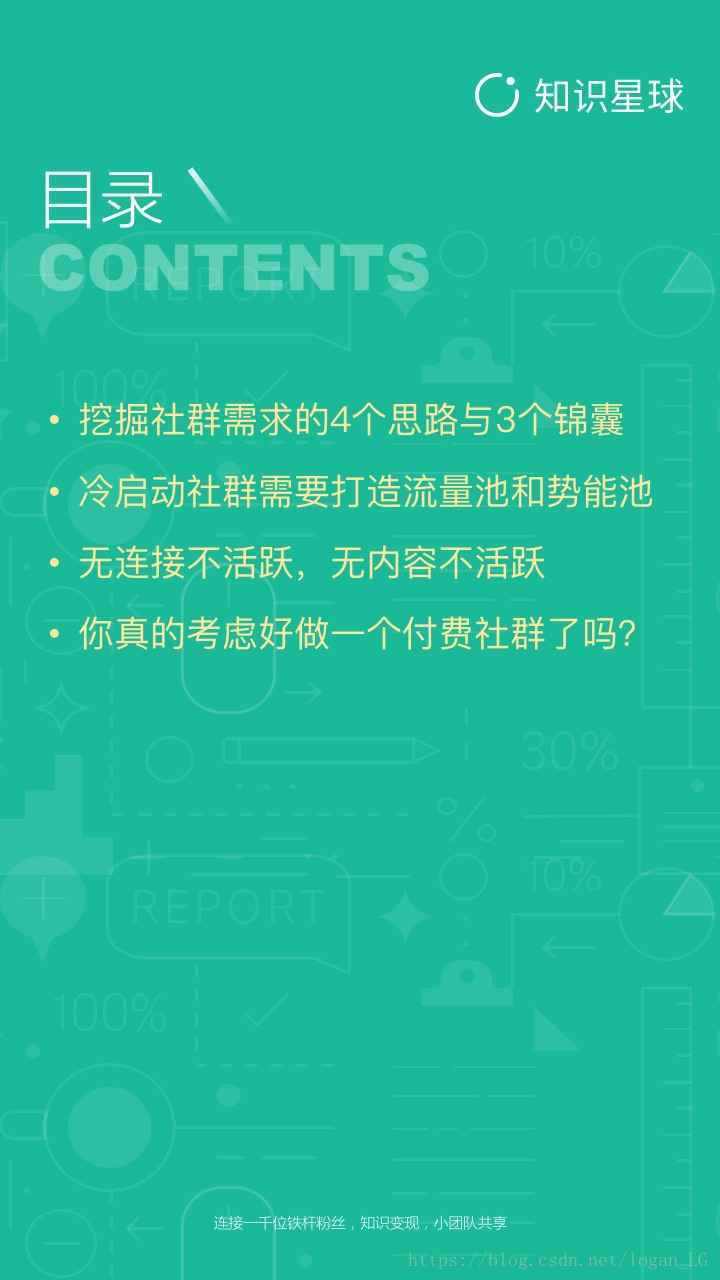 知识星球
目录
CONTENTS
REPORT
10%
100%
• 挖掘社群需求的4个思路与3个锦囊
• 冷启动社群需要打造流量池和势能池
• 无连接不活跃，无内容不活跃
• 你真的考虑好做一个付费社群了吗？
30%
%
10%
REPORT
100%
连接一千位铁杆粉丝，知识变现，小团队共享
https://blog.csdn.net/logan_LG